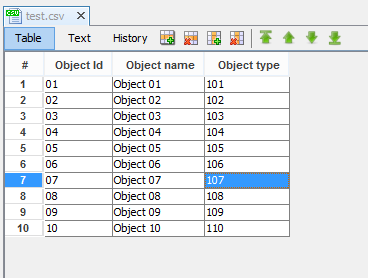 CSV test.csv
Table Text History
# Object Id Object name Object type
1 01 Object 01 101
2 02 Object 02 102
3 03 Object 03 103
4 04 Object 04 104
5 05 Object 05 105
6 06 Object 06 106
7 07 Object 07 107
8 08 Object 08 108
9 09 Object 09 109
10 10 Object 10 110